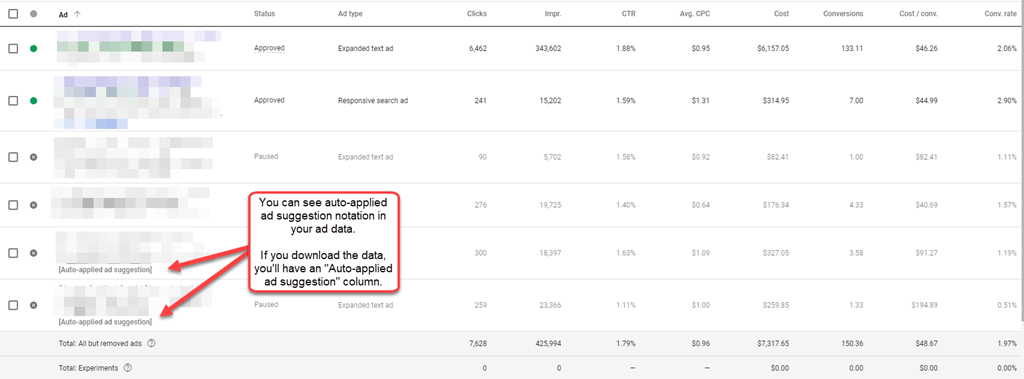 Ad Status Ad type Clicks Impr. CTR Avg. CPC Cost Conversions Cost / conv. Conv. rate
Approved Expanded text ad 6,462 343,602 1.88% $0.95 $6,157.05 133.11 $46.26 2.06%
Approved Responsive search ad 241 15,202 1.59% $1.31 $314.95 7.00 $44.99 2.90%
Paused Expanded text ad 90 5,702 1.58% $0.92 $82.41 1.00 $82.41 1.11%
276 19,725 1.40% $0.64 $176.34 4.33 $40.69 1.57%
You can see auto-applied
ad suggestion notation in
your ad data.
If you download the data,
you'll have an "Auto-applied
ad suggestion" column.
300 18,397 1.63% $1.09 $327.05 3.58 $91.27 1.19%
[Auto-applied ad suggestion]
Paused Expanded text ad 259 23,366 1.11% $1.00 $259.85 1.33 $194.89 0.51%
[Auto-applied ad suggestion]
Total: All but removed ads 7,628 425,994 1.79% $0.96 $7,317.65 150.36 $48.67 1.97%
Total: Experiments 0 0 – – $0.00 0.00 $0.00 0.00%